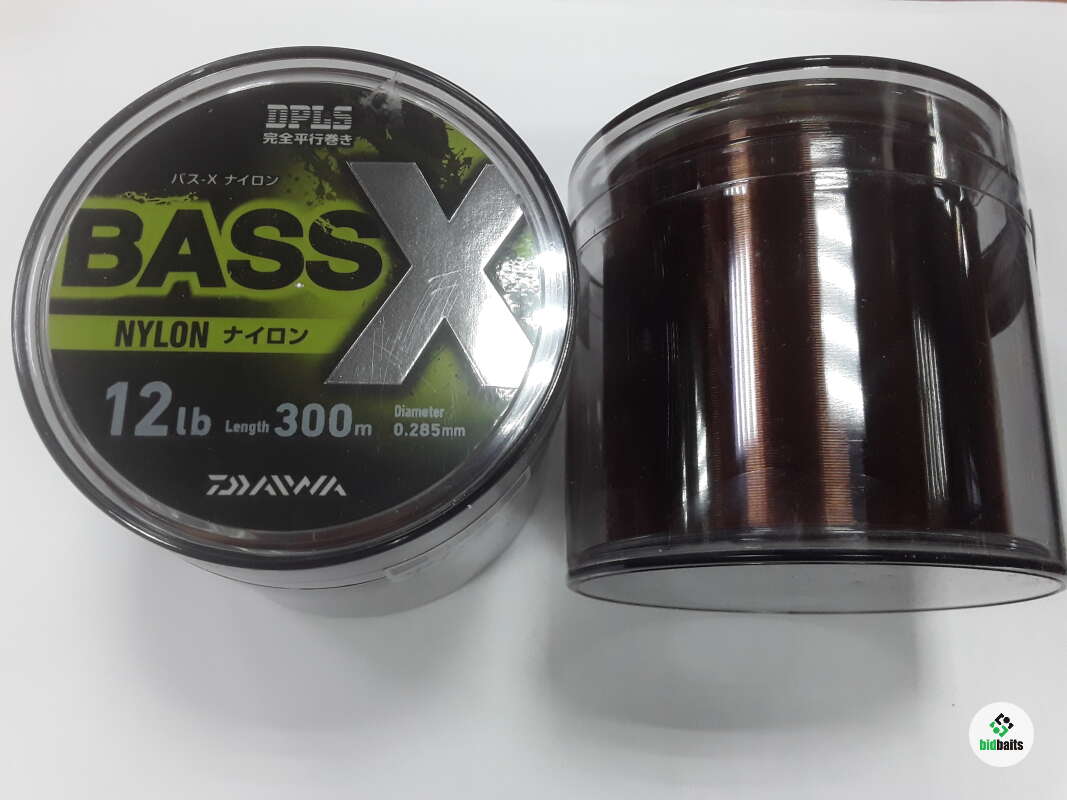 DPLS
完全平行巻き
バス-X ナイロン
BASS X
NYLON ナイロン
12lb Length 300m
Diameter
0.285mm
DAIWA
bidbaits